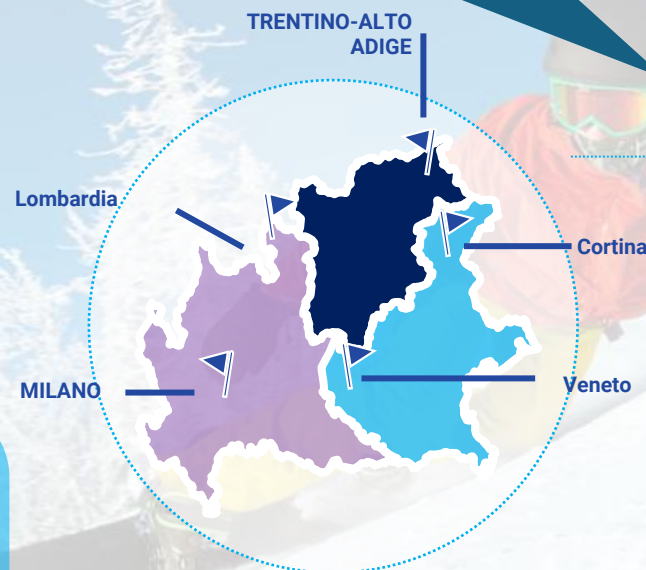 TRENTINO-ALTO
ADIGE
Lombardia
Cortina
MILANO
Veneto